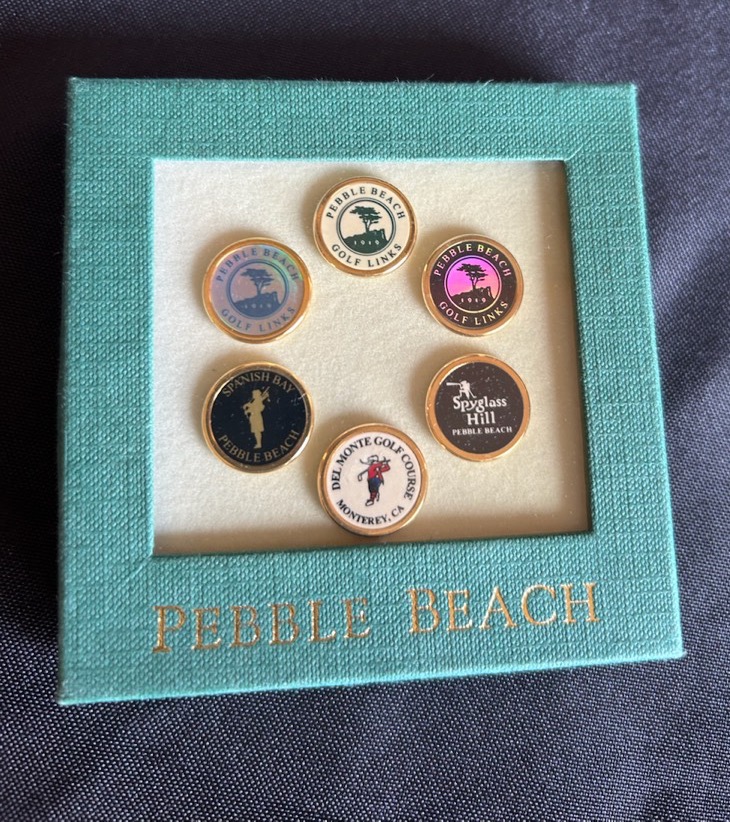 PEBBLE BEACH
1919
GOLF LINKS
PEBBLE BEACH
1919
GOLF LINKS
PEBBLE BEACH
1919
GOLF LINKS
SPANISH BAY
PEBBLE BEACH
Spyglass
Hill
PEBBLE BEACH
DEL MONTE GOLF COURSE
MONTEREY, CA
PEBBLE BEACH